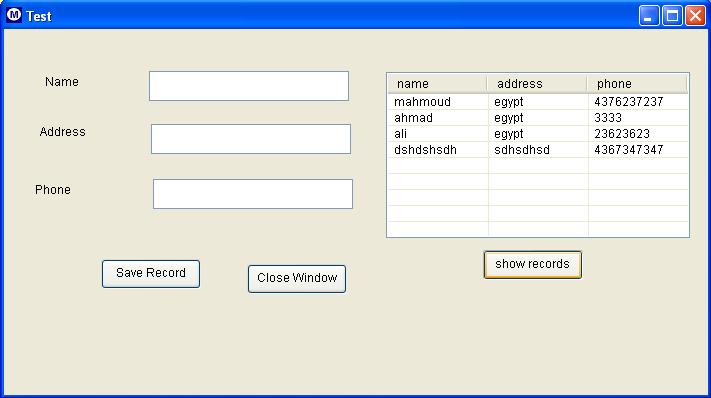 M Test
Name
Address
Phone
Save Record
Close Window
name address phone
mahmoud egypt 4376237237
ahmad egypt 3333
ali egypt 23623623
dshdshsdh sdhsdhsd 4367347347
show records